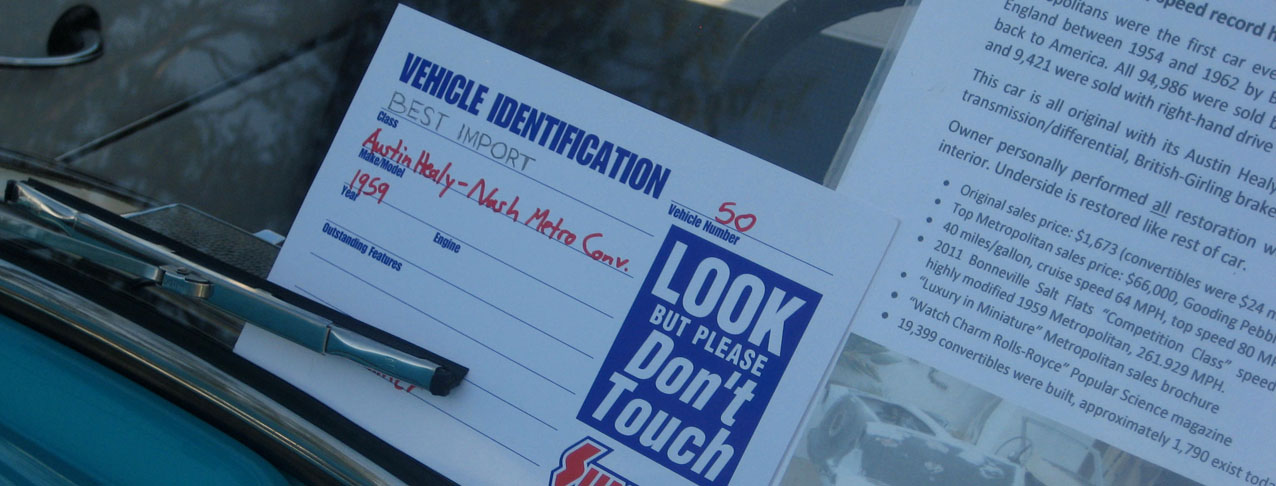 VEHICLE IDENTIFICATION
BEST IMPORT
Class
Austin Healy-Nash Metro Conv.
Make/Model
1959
Year
50
Vehicle Number
Outstanding Features
Engine
LOOK
BUT PLEASE
Don't
Touch
speed record
were the first car
England between 1954 and 1962 by
back to America. All 94,986 were sold
and 9,421 were sold with right-hand drive
This car is all original with its Austin Healy
transmission/differential, British-Girling brake
Owner personally performed all restoration
interior. Underside is restored like rest of car.
• Original sales price: $1,673 (convertibles were $24
• Top Metropolitan sales price: $66,000, Gooding
• 40 miles/gallon, cruise speed 64 MPH, top speed 80
• 2011 Bonneville Salt Flats "Competition Class" speed
highly modified 1959 Metropolitan, 261.929 MPH.
• "Luxury in Miniature" Metropolitan sales brochure
• "Watch Charm Rolls-Royce" Popular Science magazine
• 19,399 convertibles were built, approximately 1,790 exist